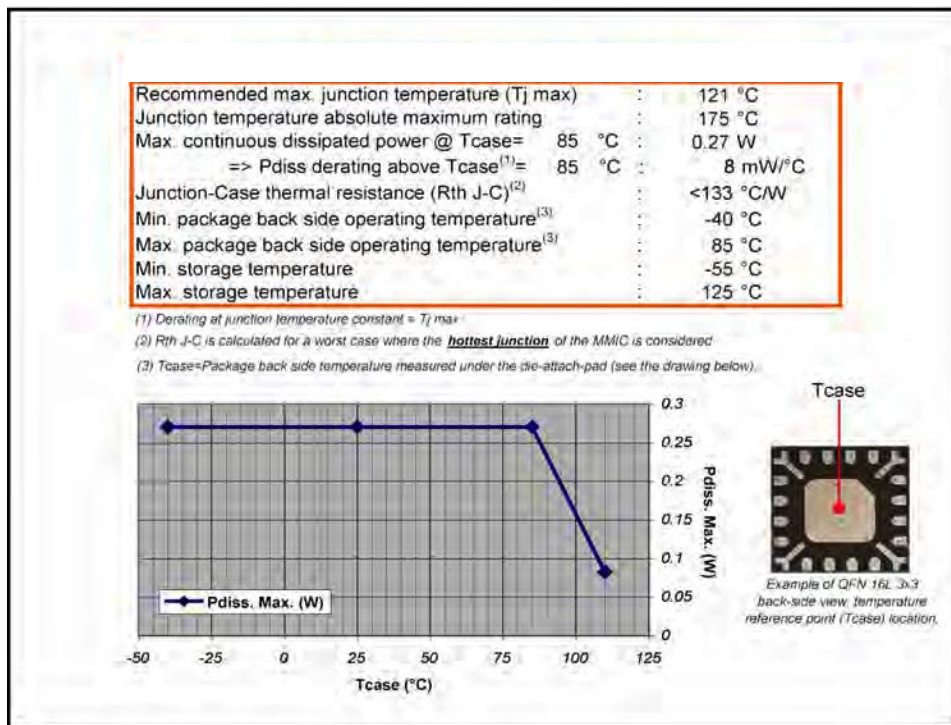 Recommended max. junction temperature (Tj max) : 121 °C
Junction temperature absolute maximum rating : 175 °C
Max. continuous dissipated power @ Tcase= 85 °C : 0.27 W
=> Pdiss derating above Tcase(1)= 85 °C : 8 mW/°C
Junction-Case thermal resistance (Rth J-C)(2) : <133 °C/W
Min. package back side operating temperature(3) : -40 °C
Max. package back side operating temperature(3) : 85 °C
Min. storage temperature : -55 °C
Max. storage temperature : 125 °C
(1) Derating at junction temperature constant = Tj max
(2) Rth J-C is calculated for a worst case where the hottest junction of the MMIC is considered
(3) Tcase=Package back side temperature measured under the die-attach-pad (see the drawing below).
0.3
0.25
0.2
0.15
0.1
0.05
0
Pdiss. Max. (W)
Pdiss. Max. (W)
-50 -25 0 25 50 75 100 125
Tcase (°C)
Tcase
Example of QFN 16L 3x3
back-side view, temperature
reference point (Tcase) location.